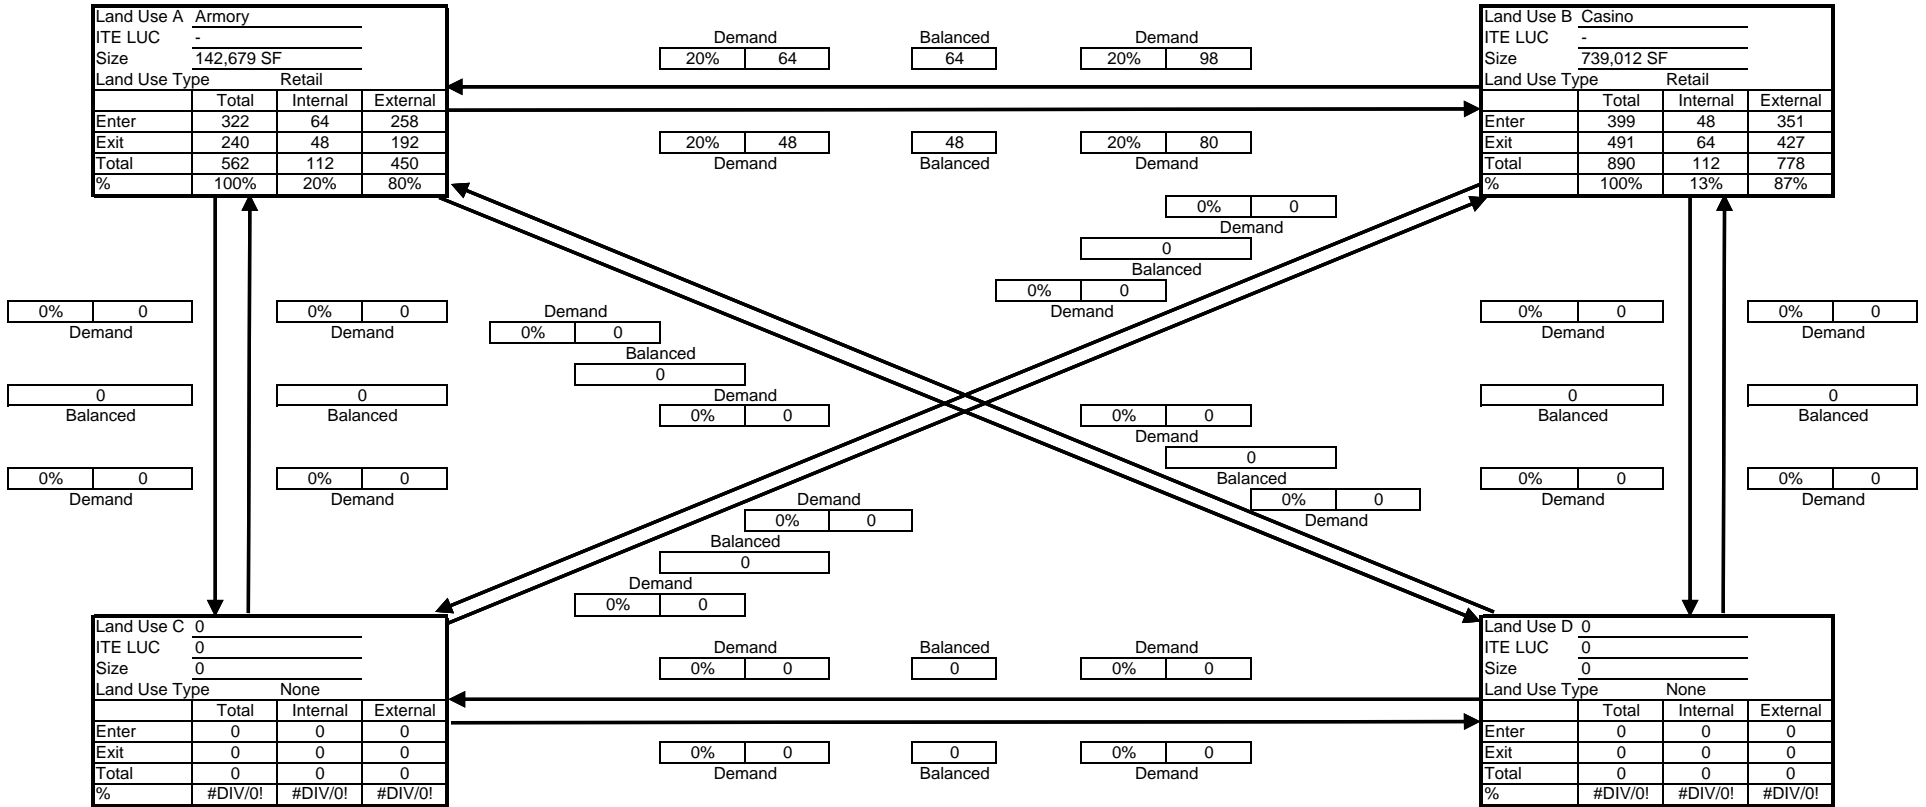 Land Use A Armory
ITE LUC -
Size 142,679 SF
Land Use Type Retail
Total Internal External
Enter 322 64 258
Exit 240 48 192
Total 562 112 450
% 100% 20% 80%
Demand Balanced Demand
20% 64 64 20% 98
20% 48 48 20% 80
Demand Balanced Demand
Land Use B Casino
ITE LUC -
Size 739,012 SF
Land Use Type Retail
Total Internal External
Enter 399 48 351
Exit 491 64 427
Total 890 112 778
% 100% 13% 87%
0% 0
Demand
0
Balanced
0% 0
Demand
0% 0 0% 0
Demand Demand
0 0
Balanced Balanced
0% 0 0% 0
Demand Demand
Demand
0% 0
Balanced
0
Demand
0% 0
0% 0
Demand
0
Balanced
0% 0
Demand
0% 0 0% 0
Demand Demand
0 0
Balanced Balanced
0% 0 0% 0
Demand Demand
Demand
0% 0
Balanced
0
Demand
0% 0
Land Use C 0
ITE LUC 0
Size 0
Land Use Type None
Total Internal External
Enter 0 0 0
Exit 0 0 0
Total 0 0 0
% #DIV/0! #DIV/0! #DIV/0!
Demand Balanced Demand
0% 0 0 0% 0
0% 0 0 0% 0
Demand Balanced Demand
Land Use D 0
ITE LUC 0
Size 0
Land Use Type None
Total Internal External
Enter 0 0 0
Exit 0 0 0
Total 0 0 0
% #DIV/0! #DIV/0! #DIV/0!